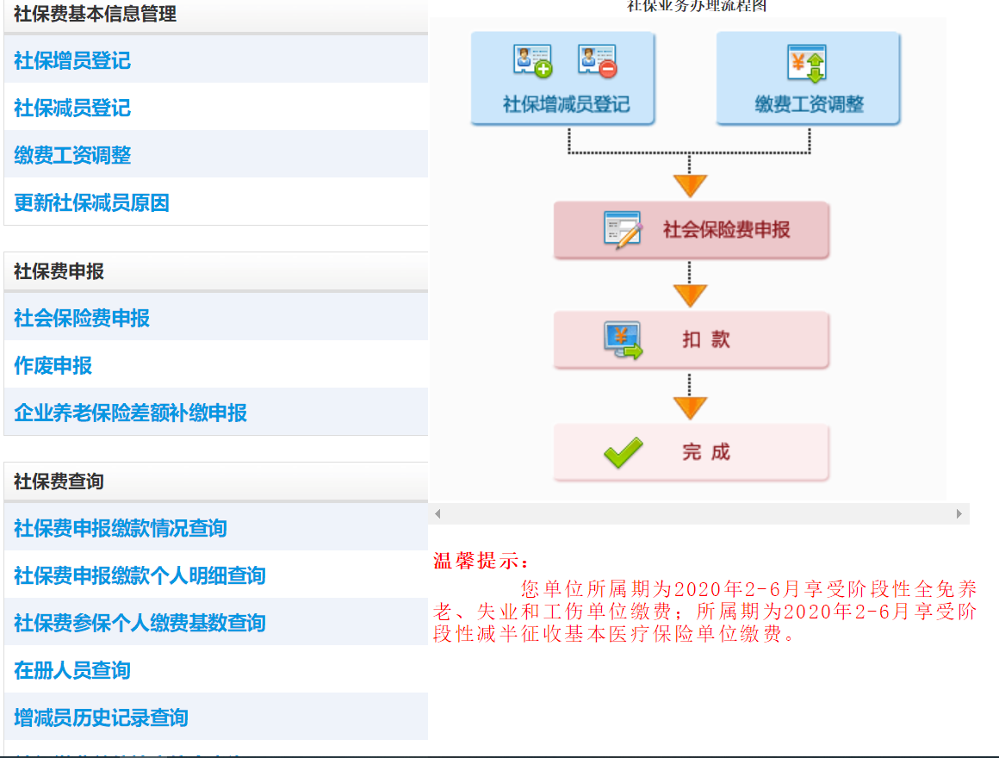 社保费基本信息管理
社保增员登记
社保减员登记
缴费工资调整
更新社保减员原因
社保费申报
社会保险费申报
作废申报
企业养老保险差额补缴申报
社保费查询
社保费申报缴款情况查询
社保费申报缴款个人明细查询
社保费参保个人缴费基数查询
在册人员查询
增减员历史记录查询
社保业务办理流程图
社保增减员登记
缴费工资调整
社会保险费申报
扣 款
完 成
温馨提示：
您单位所属期为2020年2-6月享受阶段性全免养
老、失业和工伤单位缴费；所属期为2020年2-6月享受阶
段性减半征收基本医疗保险单位缴费。